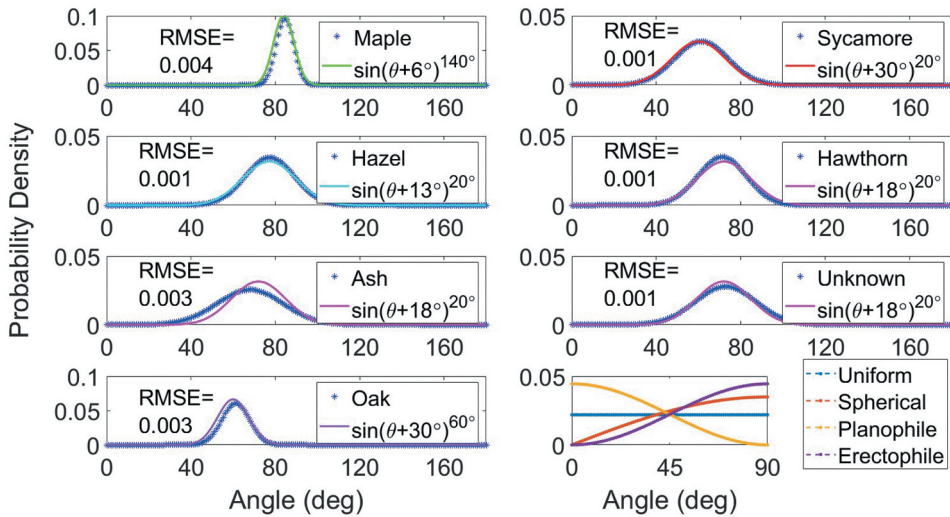 Probability Density
0.1
0.05
0
RMSE=
0.004
Maple
sin(θ+6°)140°
0 40 80 120 160
0.1
0.05
0
RMSE=
0.001
Sycamore
sin(θ+30°)20°
0 40 80 120 160
0.05
0
RMSE=
0.001
Hazel
sin(θ+13°)20°
0 40 80 120 160
0.05
0
RMSE=
0.001
Hawthorn
sin(θ+18°)20°
0 40 80 120 160
0.05
0
RMSE=
0.003
Ash
sin(θ+18°)20°
0 40 80 120 160
0.05
0
RMSE=
0.001
Unknown
sin(θ+18°)20°
0 40 80 120 160
0.1
0.05
0
RMSE=
0.003
Oak
sin(θ+30°)60°
0 40 80 120 160
Angle (deg)
0.05
0
0 45 90
Angle (deg)
Uniform
Spherical
Planophile
Erectophile